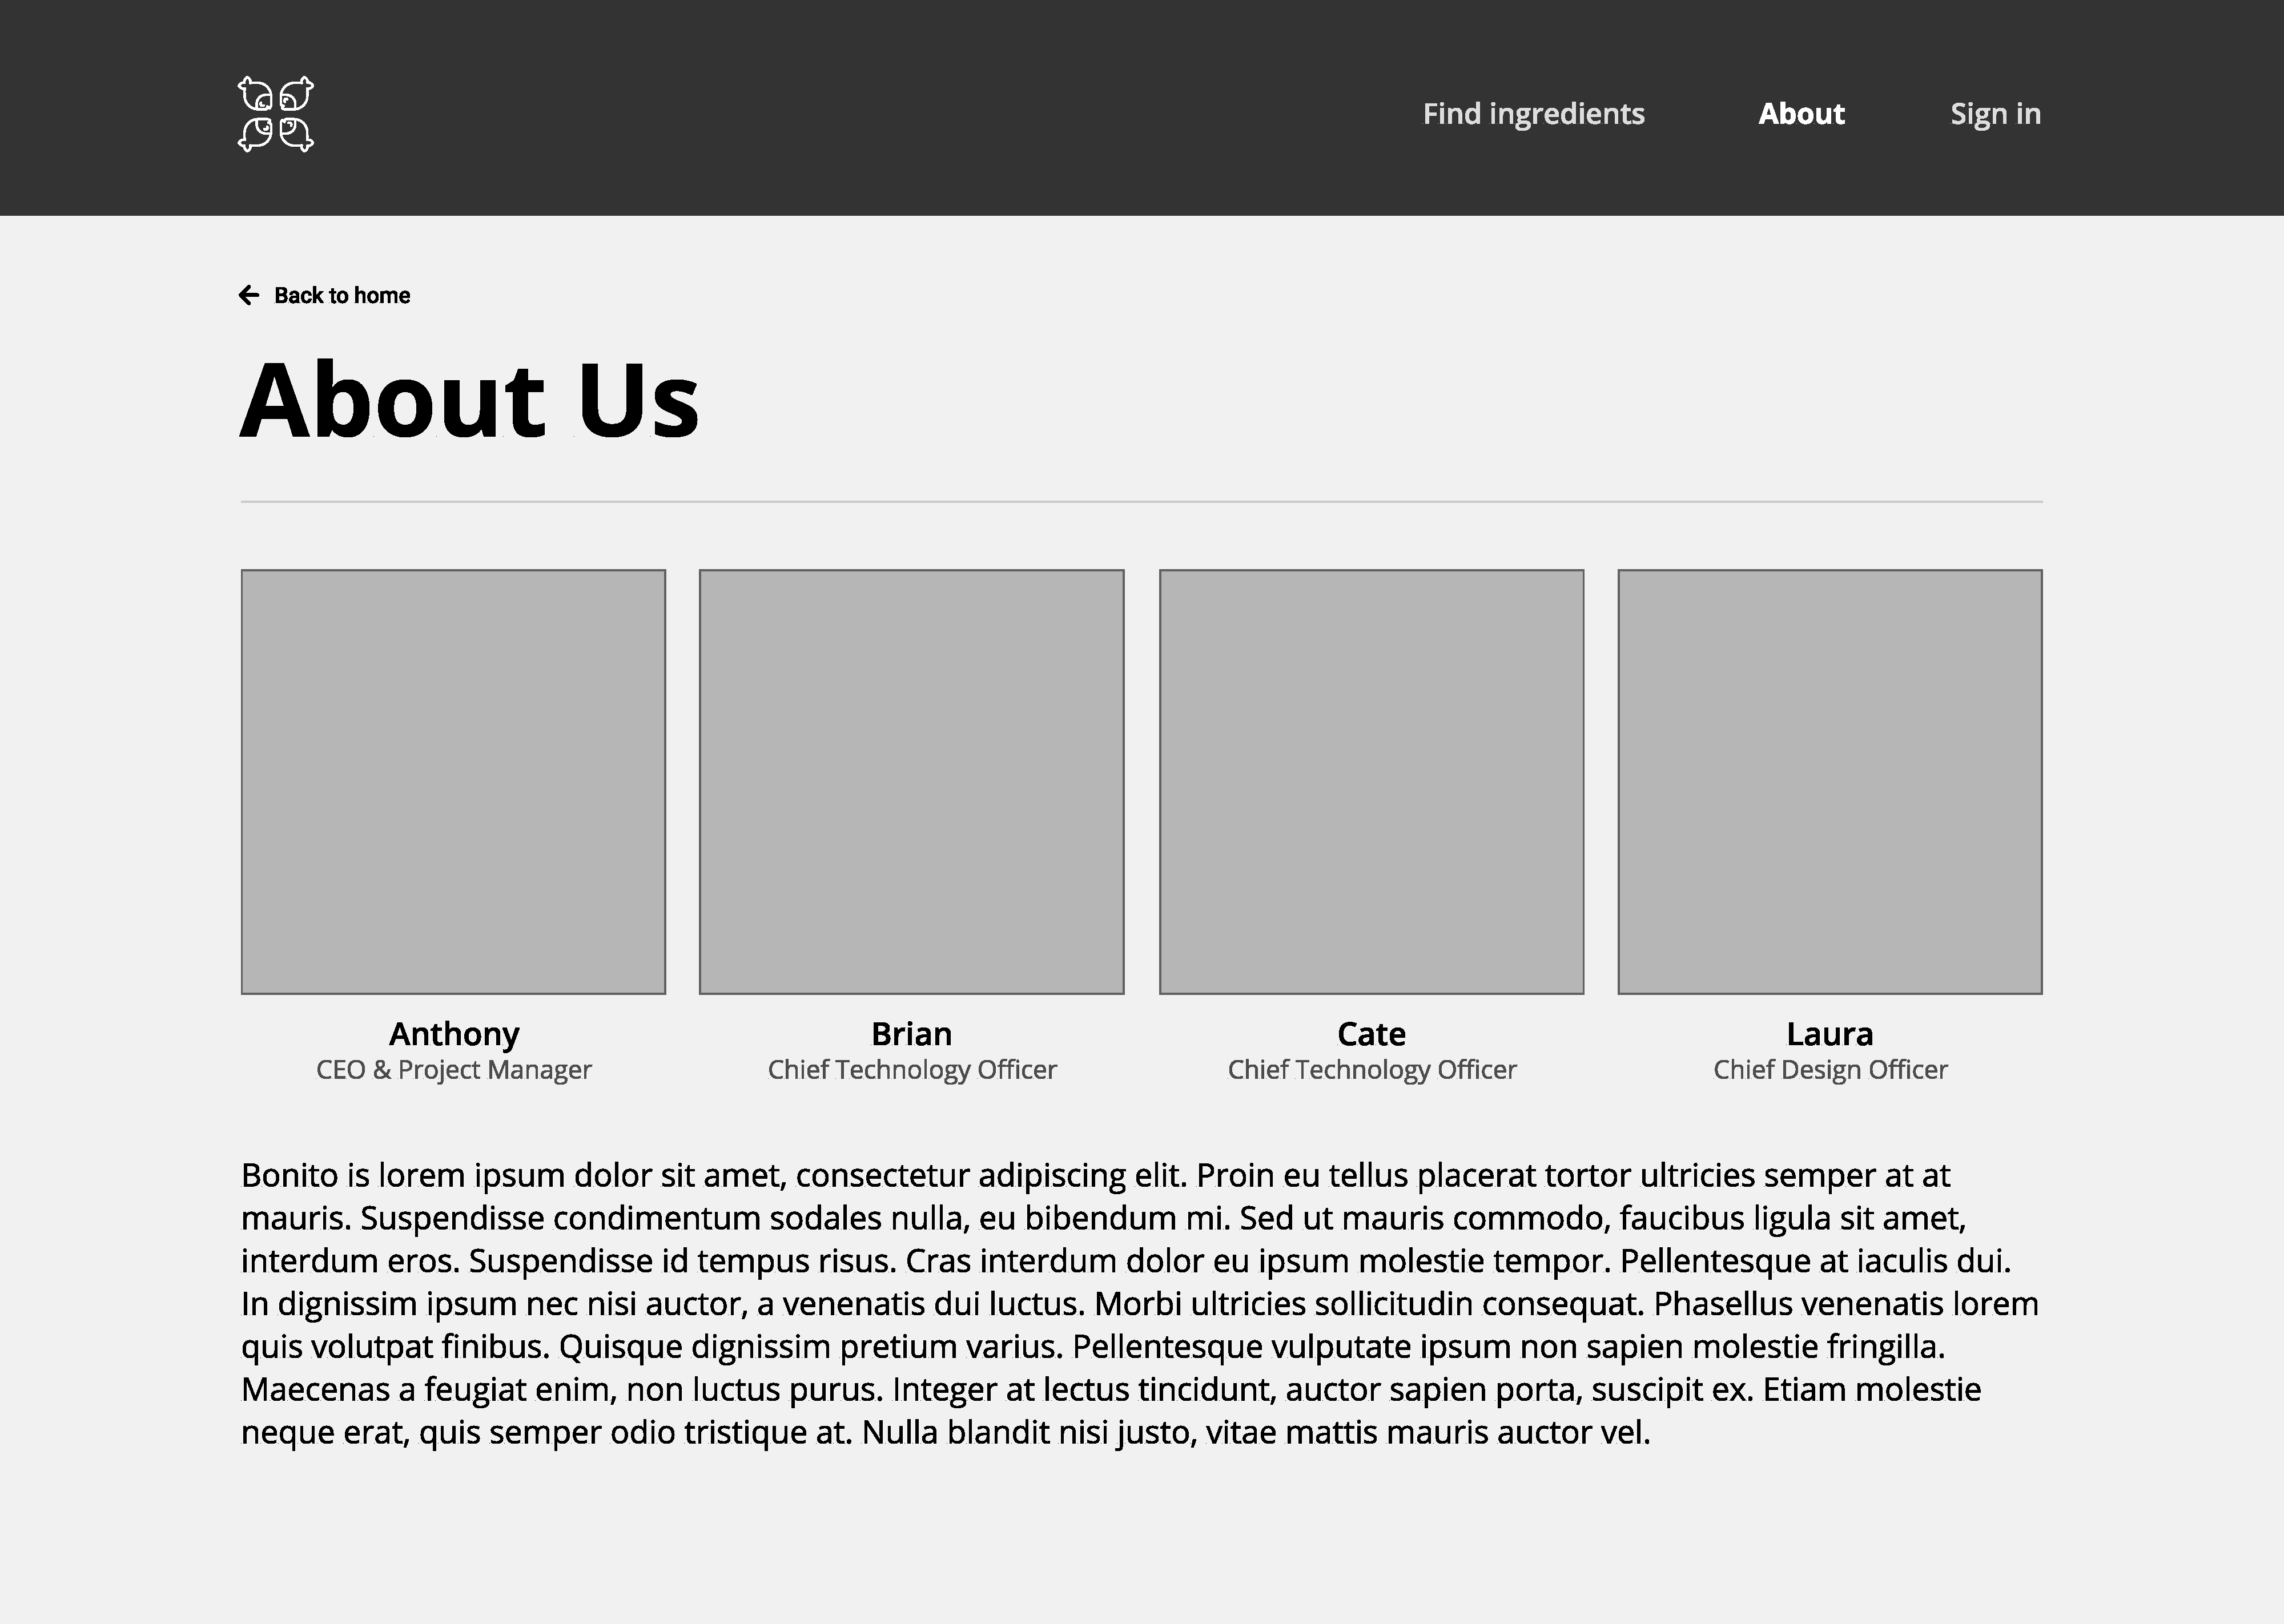 Find ingredients About Sign in
Back to home
About Us
Anthony
CEO & Project Manager
Brian
Chief Technology Officer
Cate
Chief Technology Officer
Laura
Chief Design Officer
Bonito is lorem ipsum dolor sit amet, consectetur adipiscing elit. Proin eu tellus placerat tortor ultricies semper at at
mauris. Suspendisse condimentum sodales nulla, eu bibendum mi. Sed ut mauris commodo, faucibus ligula sit amet,
interdum eros. Suspendisse id tempus risus. Cras interdum dolor eu ipsum molestie tempor. Pellentesque at iaculis dui.
In dignissim ipsum nec nisi auctor, a venenatis dui luctus. Morbi ultricies sollicitudin consequat. Phasellus venenatis lorem
quis volutpat finibus. Quisque dignissim pretium varius. Pellentesque vulputate ipsum non sapien molestie fringilla.
Maecenas a feugiat enim, non luctus purus. Integer at lectus tincidunt, auctor sapien porta, suscipit ex. Etiam molestie
neque erat, quis semper odio tristique at. Nulla blandit nisi justo, vitae mattis mauris auctor vel.